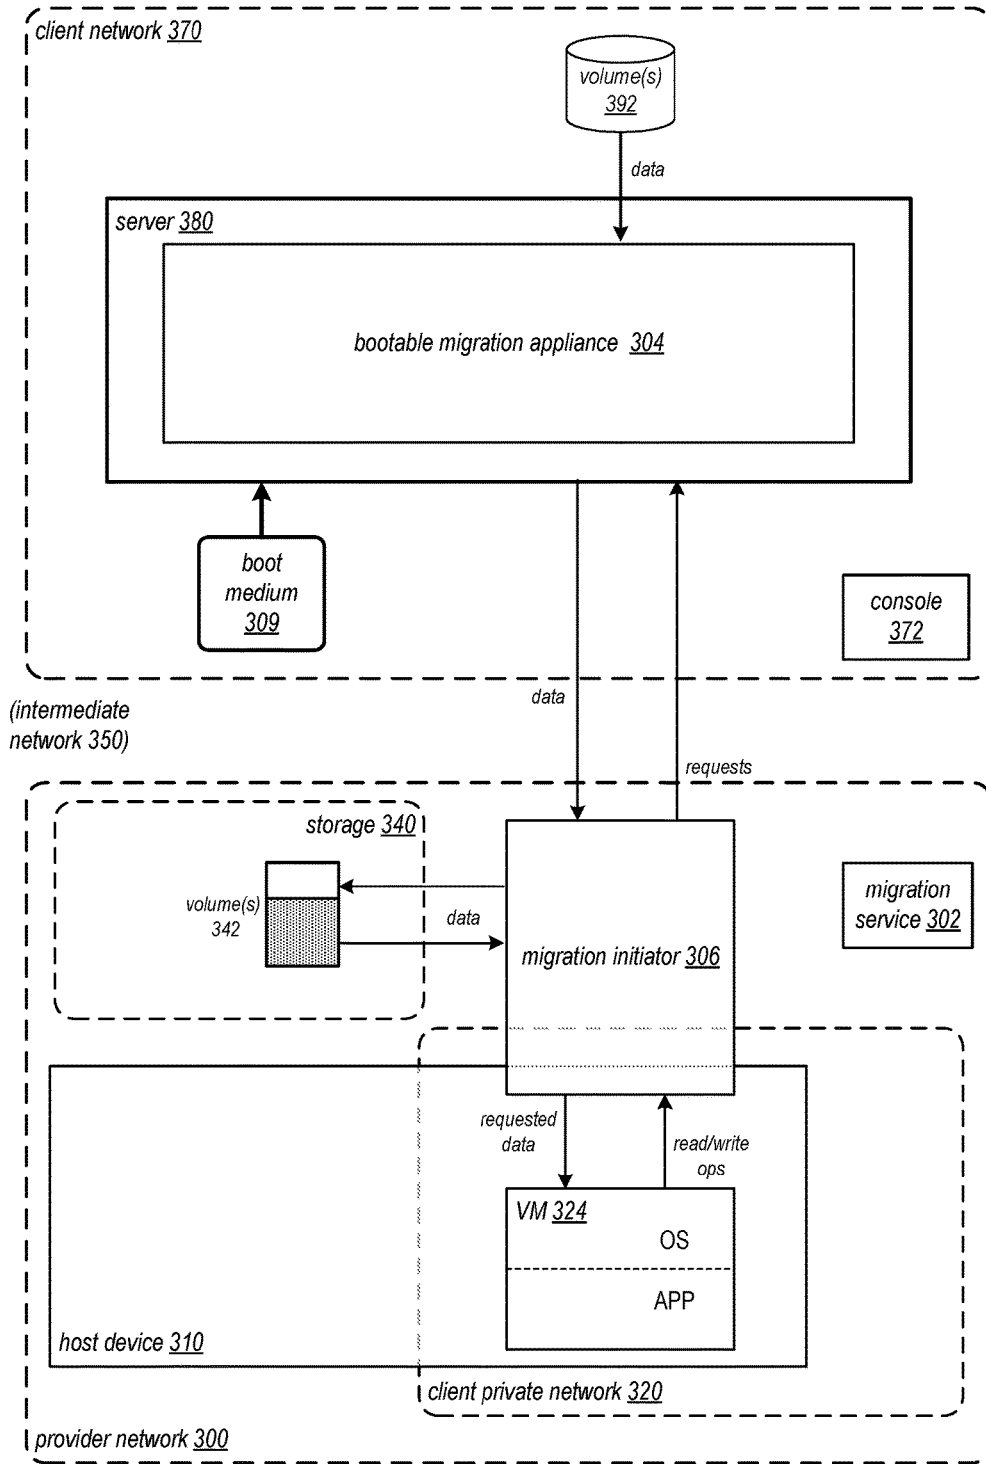 client network 370
volume(s)
392
data
server 380
bootable migration appliance 304
boot
medium
309
console
372
(intermediate
network 350)
data
requests
storage 340
volume(s)
342
data
migration initiator 306
migration
service 302
requested
data
read/write
ops
VM 324
OS
APP
host device 310
client private network 320
provider network 300